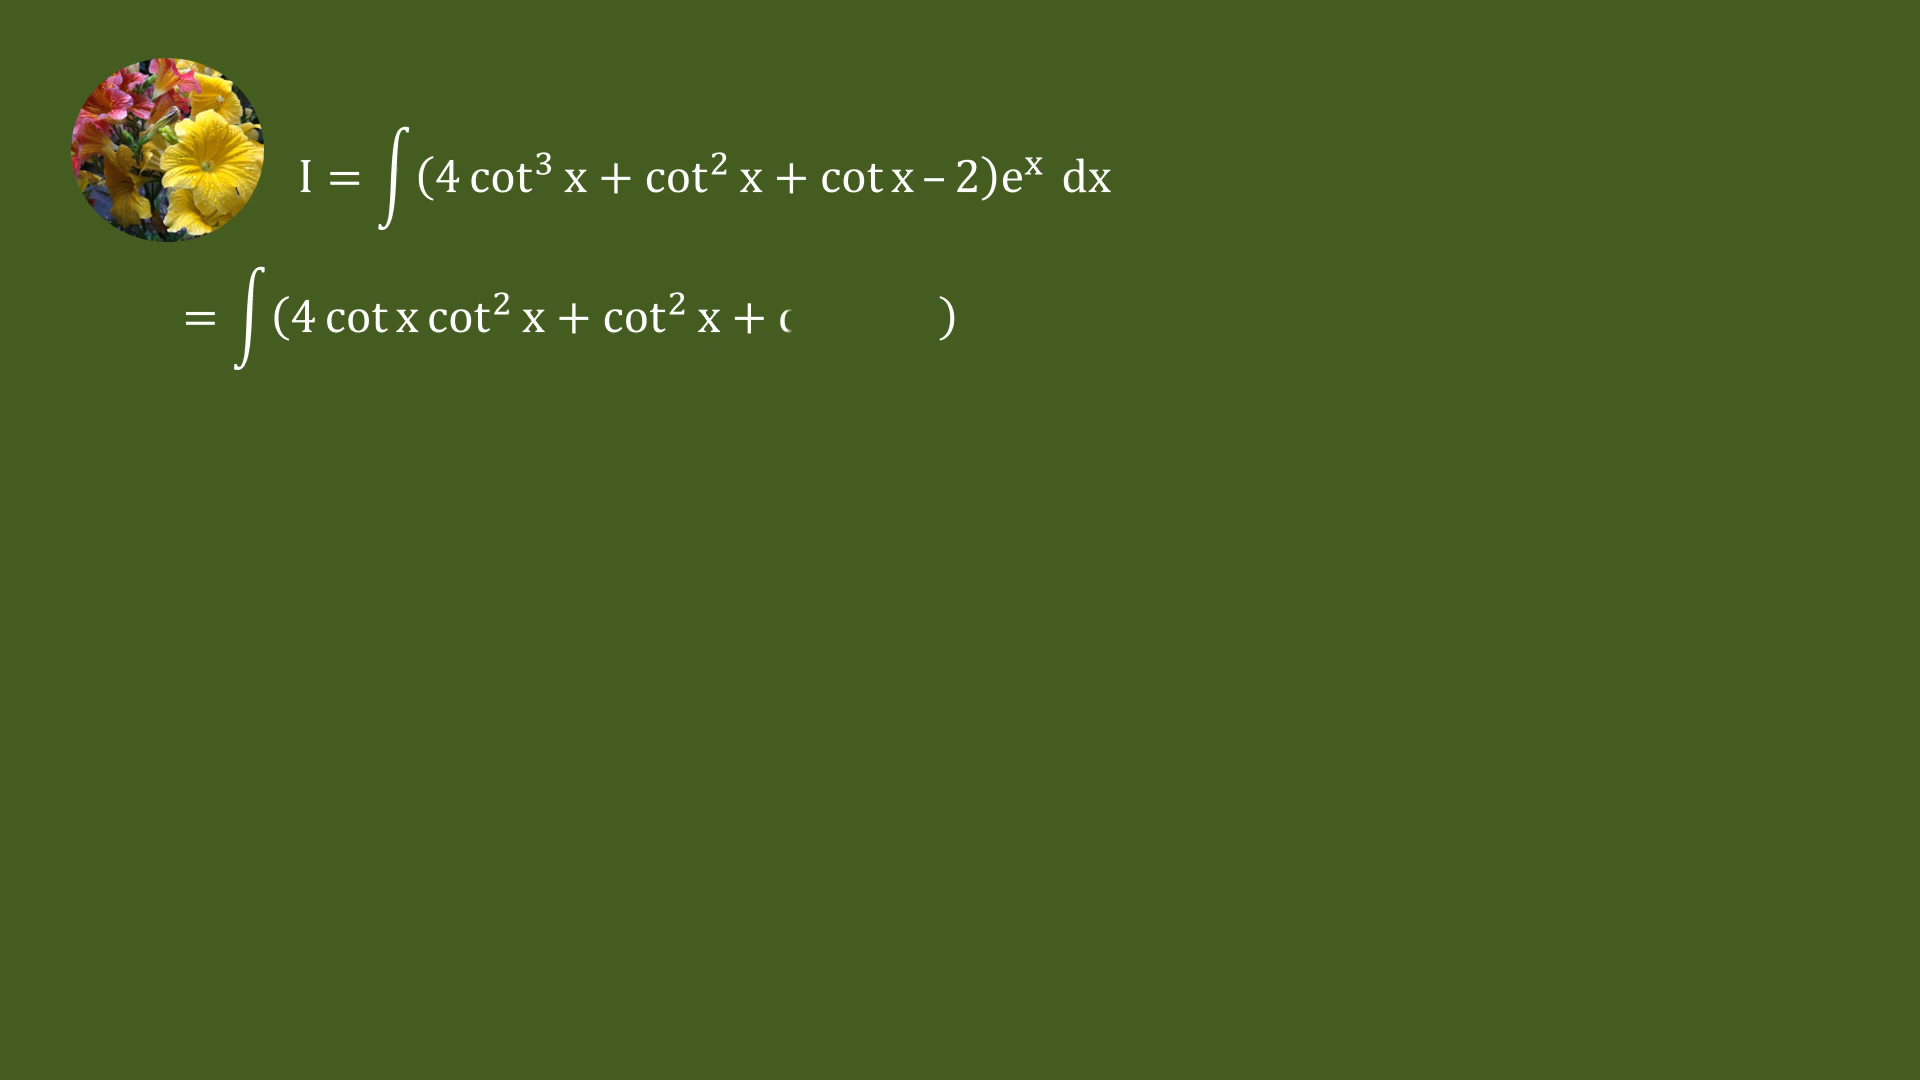 I = ∫(4 cot³ x + cot² x + cot x – 2)eˣ dx
= ∫(4 cot x cot² x + cot² x + )